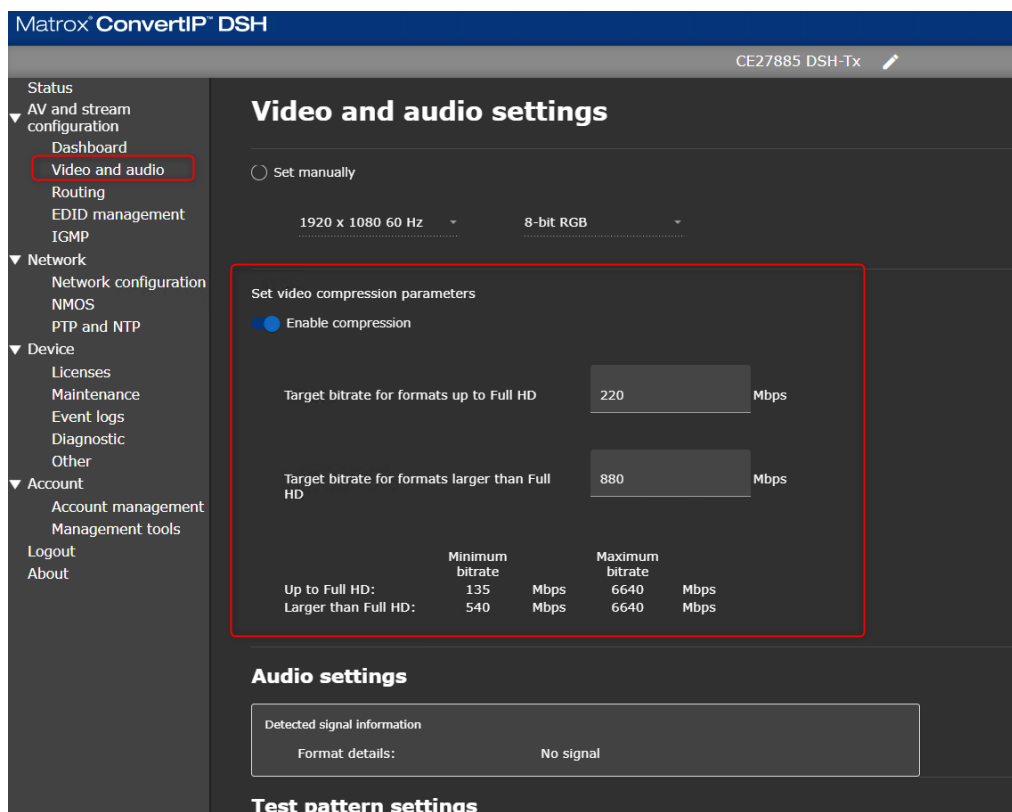 Matrox® ConvertIP™ DSH
CE27885 DSH-Tx
Status
AV and stream
configuration
Dashboard
Video and audio
Routing
EDID management
IGMP
Network
Network configuration
NMOS
PTP and NTP
Device
Licenses
Maintenance
Event logs
Diagnostic
Other
Account
Account management
Management tools
Logout
About
Video and audio settings
Set manually
1920 x 1080 60 Hz 8-bit RGB
Set video compression parameters
Enable compression
Target bitrate for formats up to Full HD 220 Mbps
Target bitrate for formats larger than Full 880 Mbps
HD
Minimum Maximum
bitrate bitrate
Up to Full HD: 135 Mbps 6640 Mbps
Larger than Full HD: 540 Mbps 6640 Mbps
Audio settings
Detected signal information
Format details: No signal
Test pattern settings